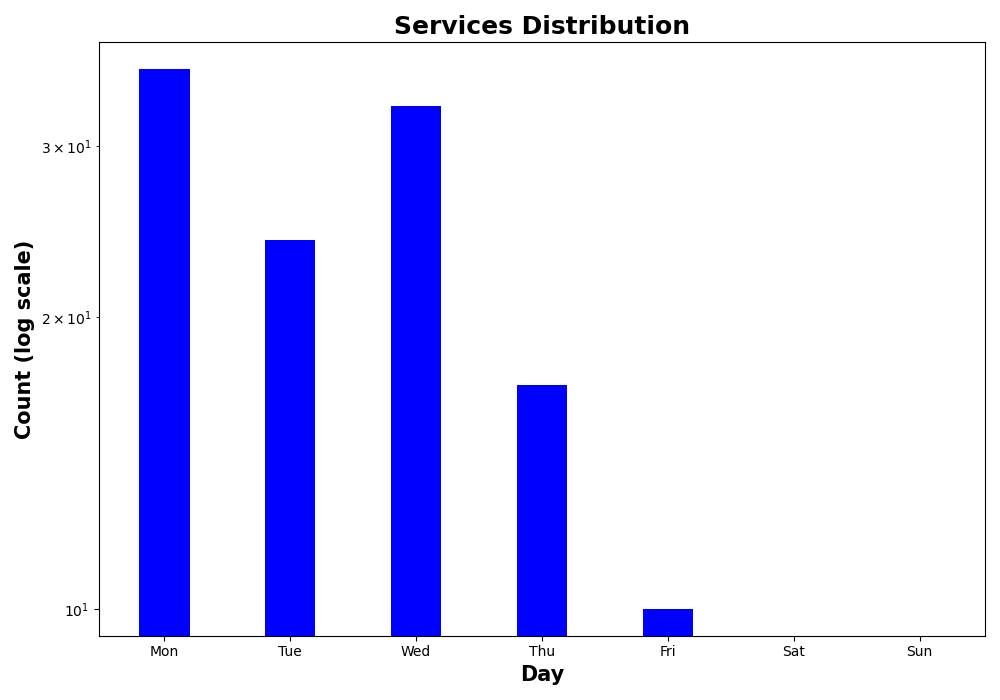 Services Distribution
Count (log scale)
3 × 10¹
2 × 10¹
10¹
Mon Tue Wed Thu Fri Sat Sun
Day